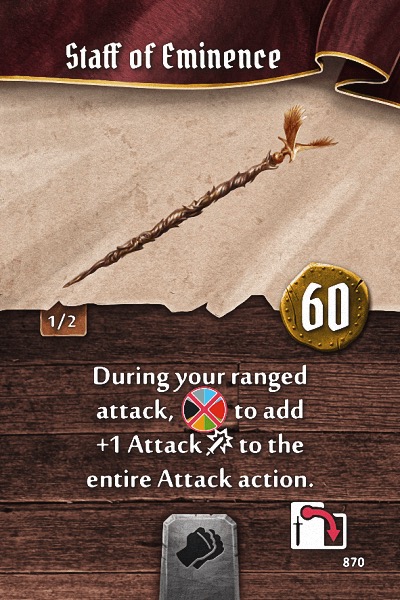 Staff of Eminence
1/2
60
During your ranged
attack, to add
+1 Attack to the
entire Attack action.
870